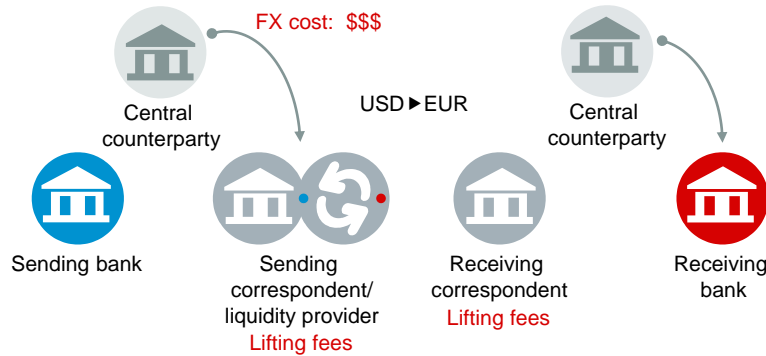 FX cost: $$$
Central
counterparty
USD▶EUR
Central
counterparty
Sending bank
Sending
correspondent/
liquidity provider
Lifting fees
Receiving
correspondent
Lifting fees
Receiving
bank